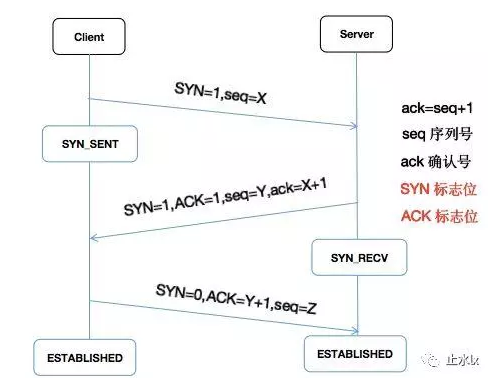 Client
Server
SYN=1,seq=X
ack=seq+1
seq 序列号
SYN_SENT
ack 确认号
SYN 标志位
SYN=1,ACK=1,seq=Y,ack=X+1
ACK 标志位
SYN_RECV
SYN=0,ACK=Y+1,seq=Z
ESTABLISHED
ESTABLISHED
止水lx